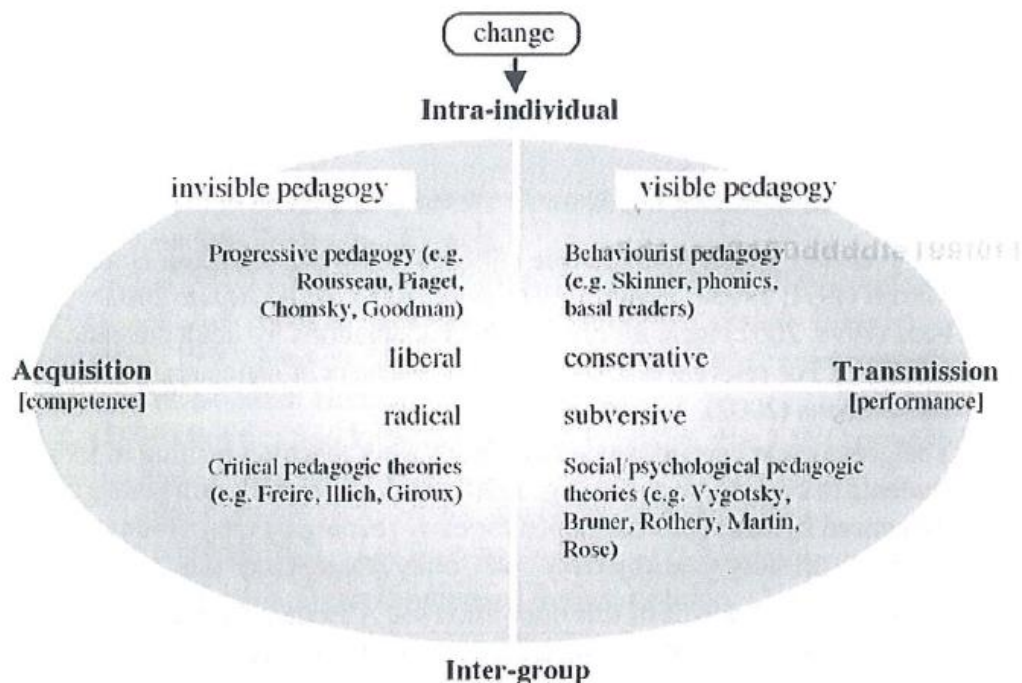 change
Intra-individual
invisible pedagogy
visible pedagogy
Progressive pedagogy (e.g.
Rousseau, Piaget,
Chomsky, Goodman)
Behaviourist pedagogy
(e.g. Skinner, phonics,
basal readers)
liberal
conservative
Acquisition
[competence]
Transmission
[performance]
radical
subversive
Critical pedagogic theories
(e.g. Freire, Illich, Giroux)
Social/psychological pedagogic
theories (e.g. Vygotsky,
Bruner, Rothery, Martin,
Rose)
Inter-group